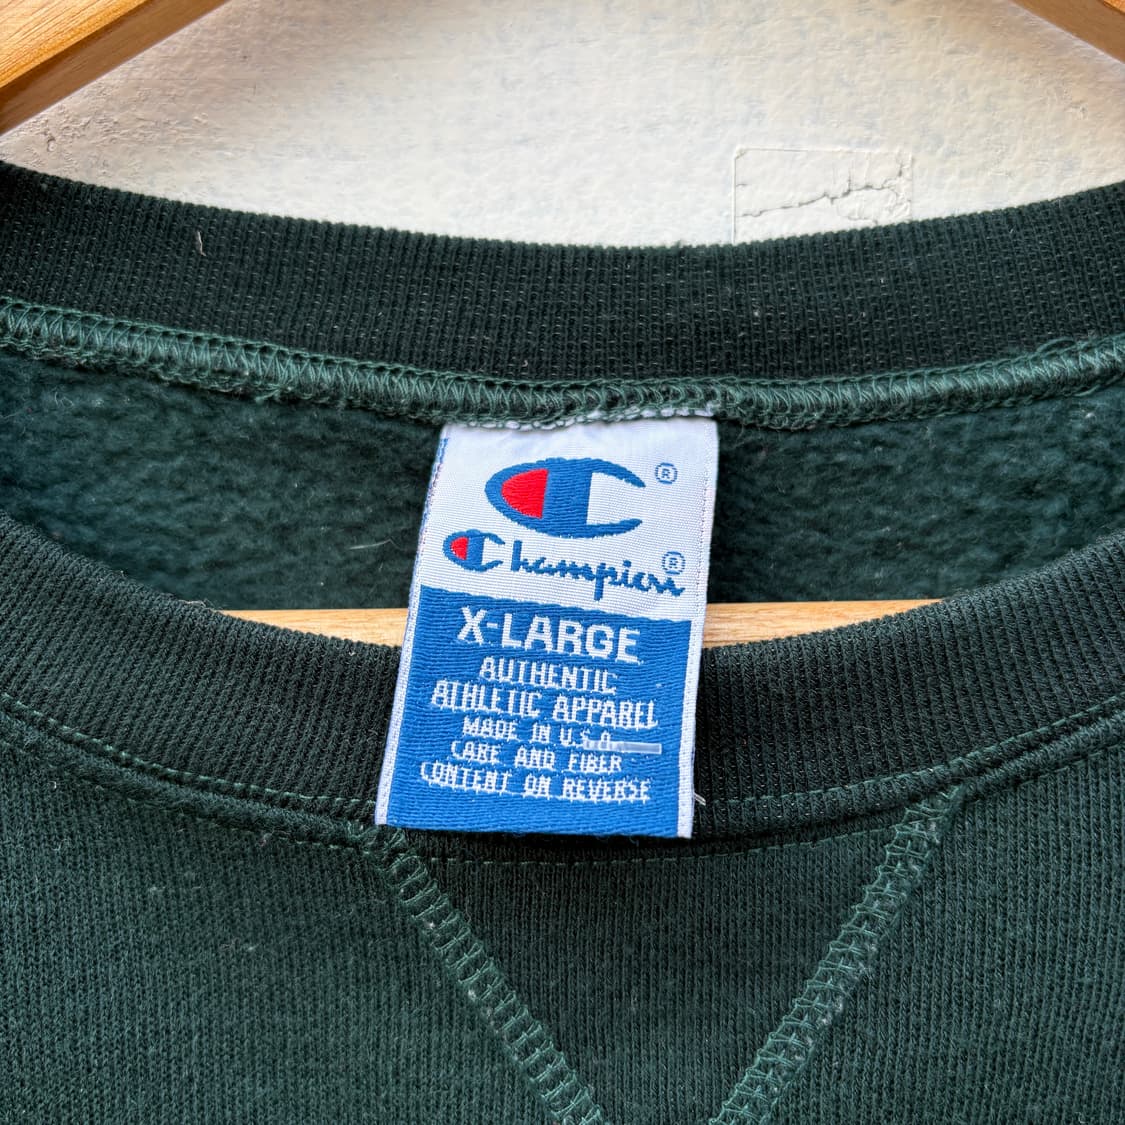 ®
Champion®
X-LARGE
AUTHENTIC
ATHLETIC APPAREL
MADE IN U.S.A.
CARE AND FIBER
CONTENT ON REVERSE